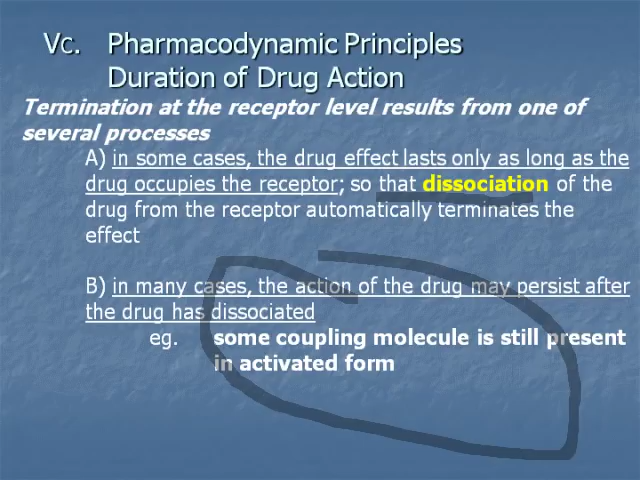 Vc. Pharmacodynamic Principles
Duration of Drug Action
Termination at the receptor level results from one of
several processes
A) in some cases, the drug effect lasts only as long as the
drug occupies the receptor; so that dissociation of the
drug from the receptor automatically terminates the
effect
B) in many cases, the action of the drug may persist after
the drug has dissociated
eg. some coupling molecule is still present
in activated form